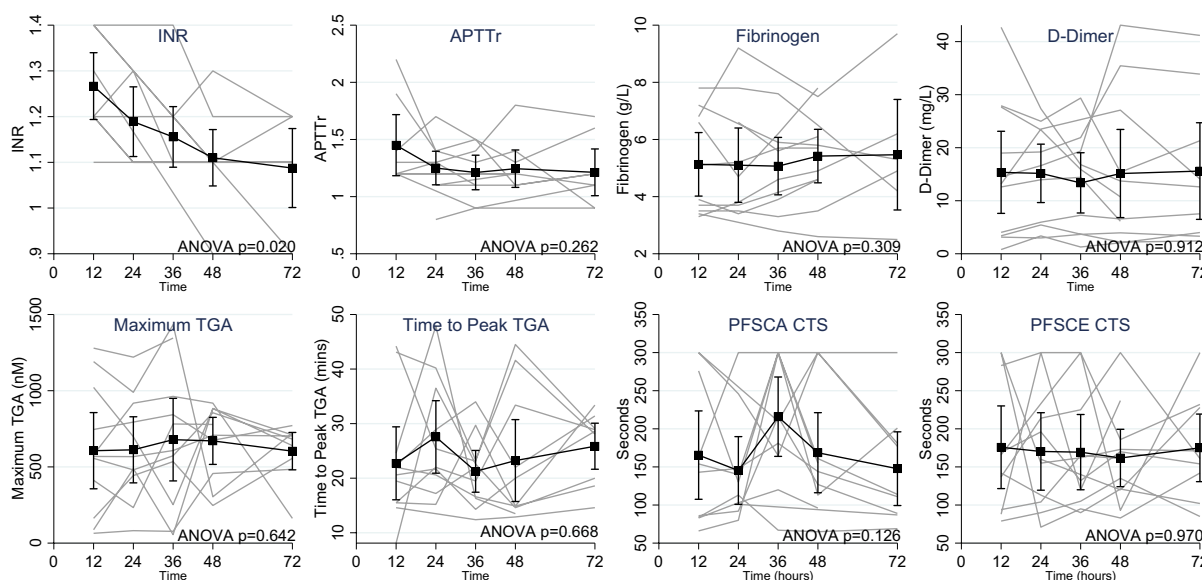 INR
INR
1.4
1.3
1.2
1.1
1
.9
ANOVA p=0.020
0 12 24 36 48 72
Time
APTTr
APTTr
2.5
2
1.5
1
.5
ANOVA p=0.262
0 12 24 36 48 72
Time
Fibrinogen
Fibrinogen (g/L)
10
8
6
4
2
ANOVA p=0.309
0 12 24 36 48 72
Time
D-Dimer
D-Dimer (mg/L)
40
30
20
10
0
ANOVA p=0.912
0 12 24 36 48 72
Time
Maximum TGA
Maximum TGA (nM)
1500
1000
500
0
ANOVA p=0.642
0 12 24 36 48 72
Time
Time to Peak TGA
Time to Peak TGA (mins)
50
40
30
20
10
ANOVA p=0.668
0 12 24 36 48 72
Time
PFSCA CTS
Seconds
350
300
250
200
150
100
50
ANOVA p=0.126
0 12 24 36 48 72
Time (hours)
PFSCE CTS
Seconds
350
300
250
200
150
100
50
ANOVA p=0.970
0 12 24 36 48 72
Time (hours)